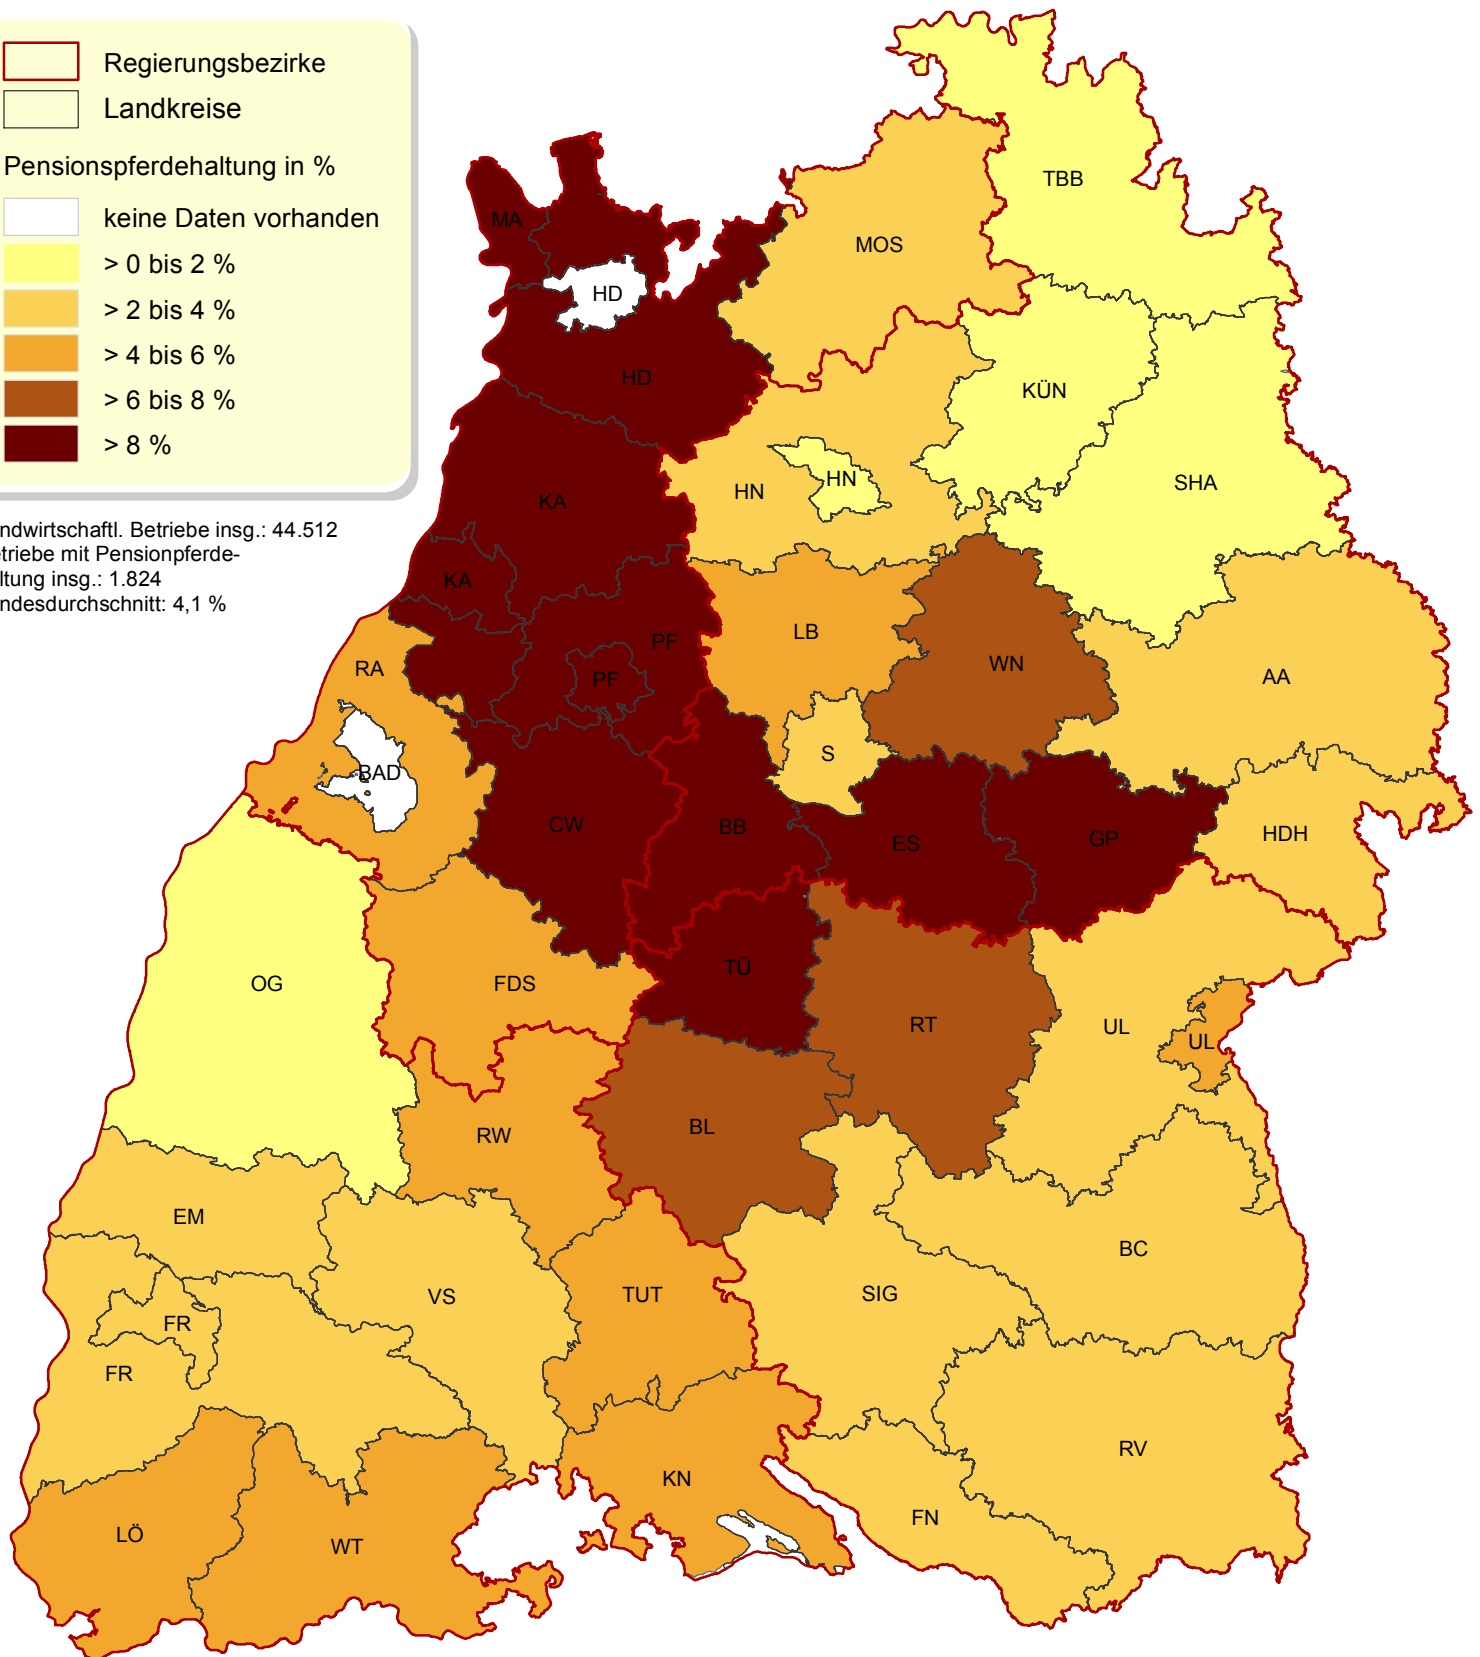 Regierungsbezirke
Landkreise
Pensionspferdehaltung in %
keine Daten vorhanden
> 0 bis 2 %
> 2 bis 4 %
> 4 bis 6 %
> 6 bis 8 %
> 8 %
ndwirtschaftl. Betriebe insg.: 44.512
triebe mit Pensionpferde-
ltung insg.: 1.824
ndesdurchschnitt: 4,1 %
TBB
MA
MOS
HD
HD
KÜN
HN
HN
SHA
KA
KA
LB
PF
WN
RA
PF
AA
S
BAD
CW
BB
ES
GP
HDH
TÜ
OG
FDS
RT
UL
UL
BL
RW
EM
BC
SIG
TUT
VS
FR
FR
RV
KN
FN
LÖ
WT